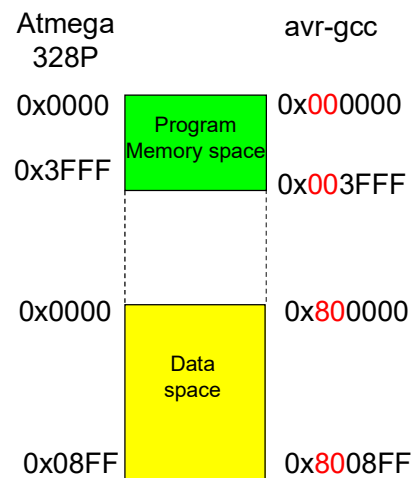 Atmega
328P
avr-gcc
0x0000
0x000000
Program
Memory space
0x3FFF
0x003FFF
0x0000
0x800000
Data
space
0x08FF
0x8008FF